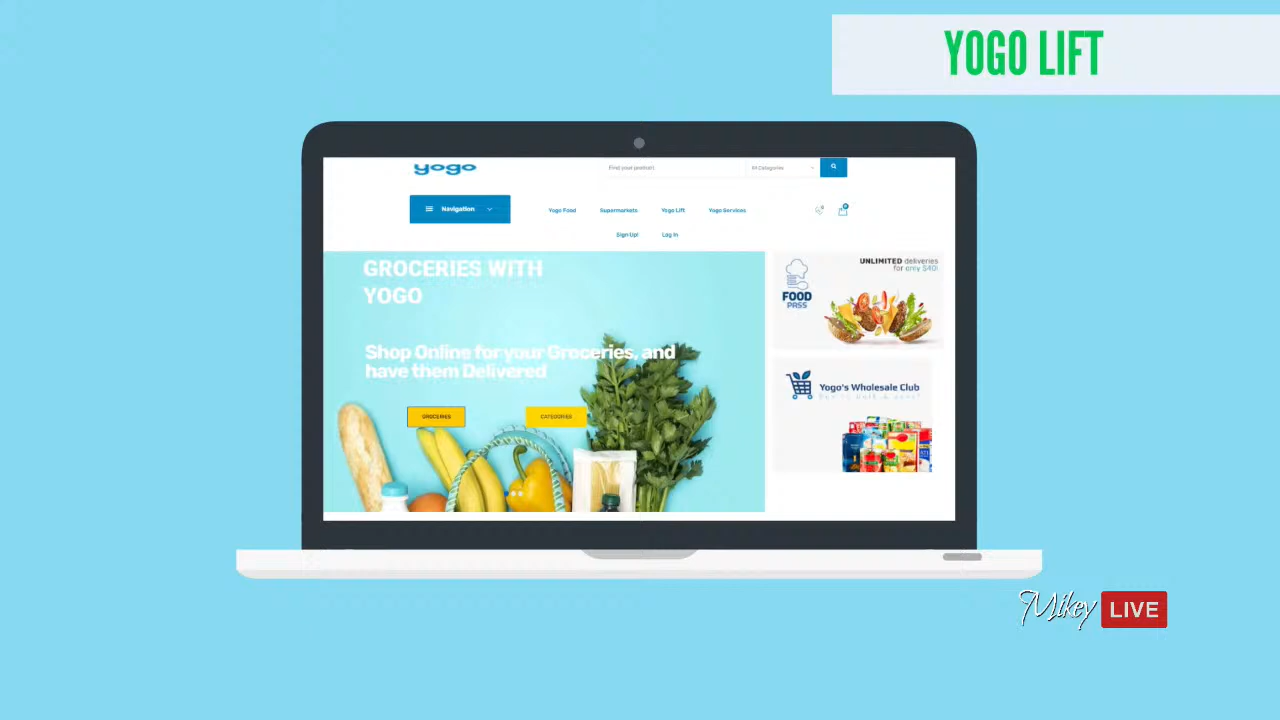 YOGO LIFT
yogo
Find your product
All Categories
Navigation
Yogo Food
Supermarkets
Yogo Lift
Yogo Services
Sign Up!
Log In
GROCERIES WITH
YOGO
Shop Online for your Groceries, and
have them Delivered
GROCERIES
CATEGORIES
UNLIMITED deliveries
for only $40!
FOOD
PASS
Yogo's Wholesale Club
Mikey LIVE